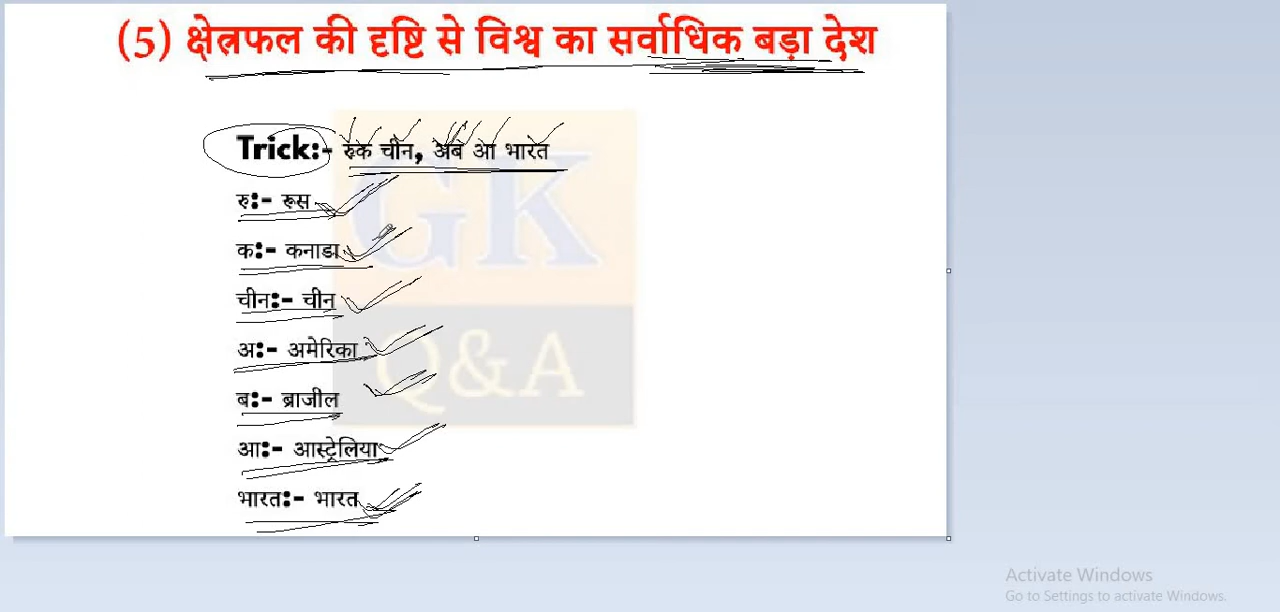 (5) क्षेत्रफल की दृष्टि से विश्व का सर्वाधिक बड़ा देश
Trick:- रुक चीन, अब आ भारत
रु:- रूस
क:- कनाडा
चीन:- चीन
अ:- अमेरिका
ब:- ब्राजील
आ:- आस्ट्रेलिया
भारत:- भारत
GK
Q&A
Activate Windows
Go to Settings to activate Windows.